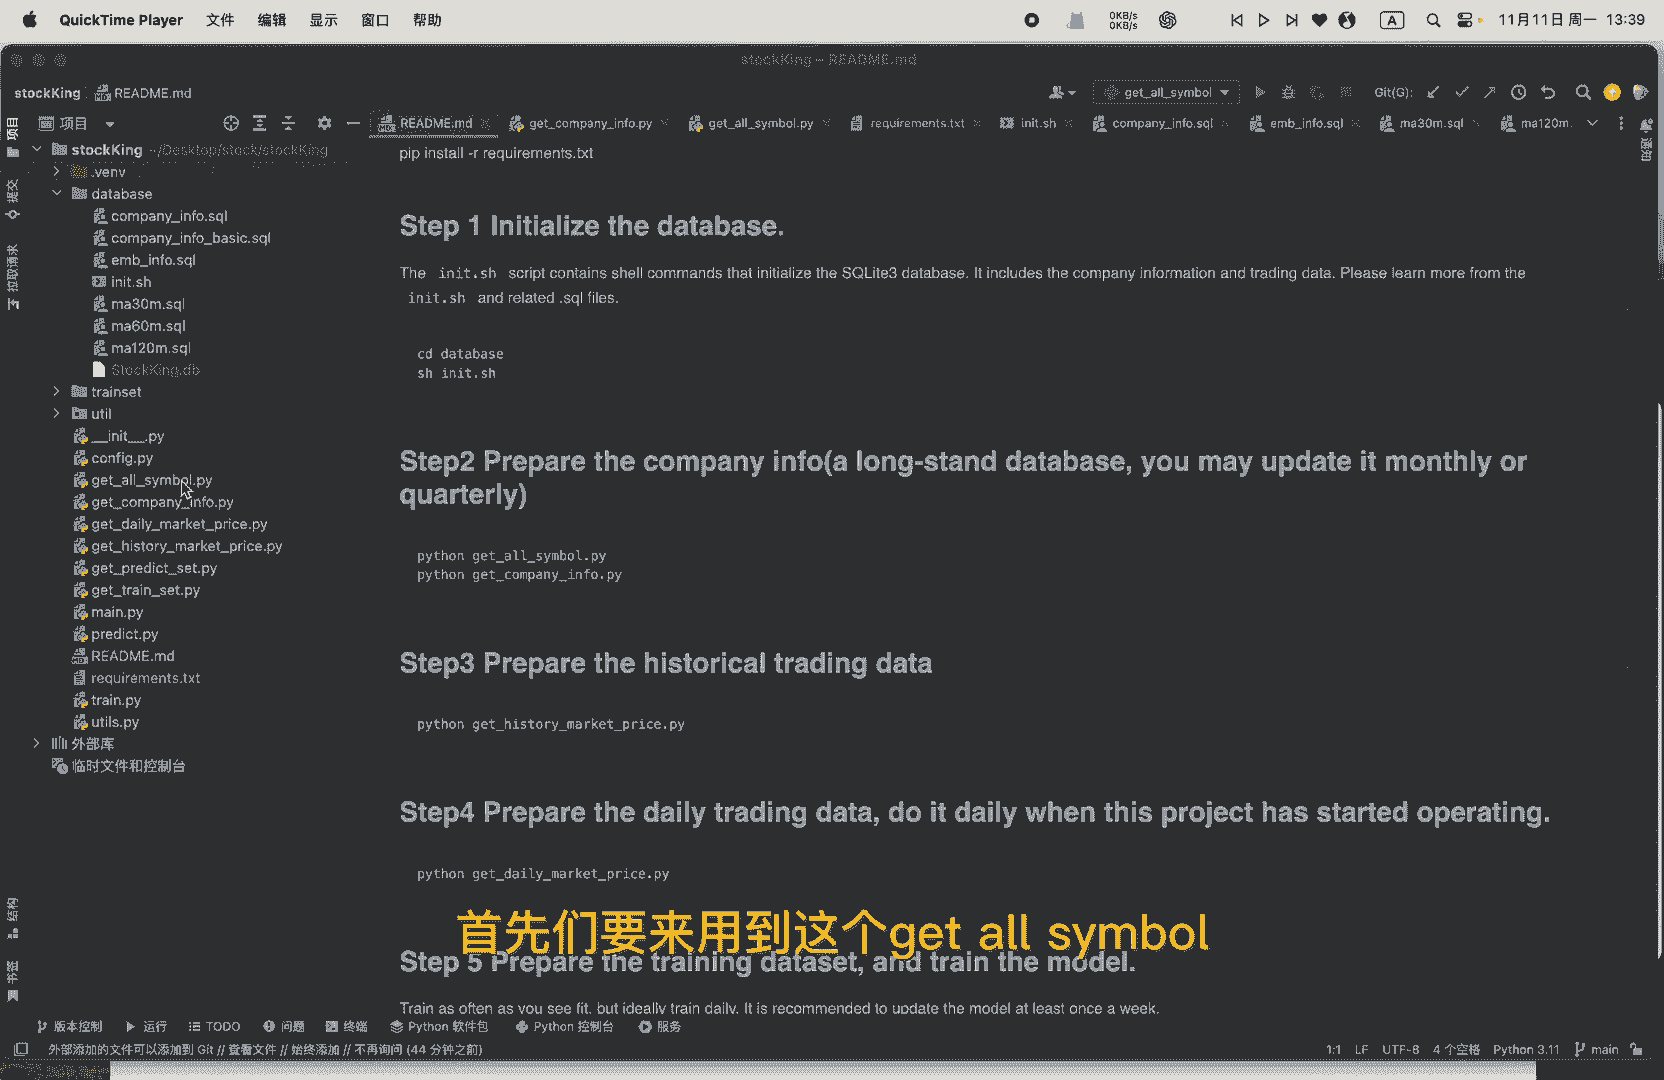 QuickTime Player 文件 编辑 显示 窗口 帮助 0KB/s 0KB/s A 11月11日 周一 13:39
stockKing – README.md
stockKing README.md get_all_symbol Git(G):
项目 README.md get_company_info.py get_all_symbol.py requirements.txt init.sh company_info.sql emb_info.sql ma30m.sql ma120m.
项目
提交
拉取请求
结构
书签
通知
stockKing ~/Desktop/stock/stockKing
.venv
database
company_info.sql
company_info_basic.sql
emb_info.sql
init.sh
ma30m.sql
ma60m.sql
ma120m.sql
StockKing.db
trainset
util
__init__.py
config.py
get_all_symbol.py
get_company_info.py
get_daily_market_price.py
get_history_market_price.py
get_predict_set.py
get_train_set.py
main.py
predict.py
README.md
requirements.txt
train.py
utils.py
外部库
临时文件和控制台
pip install -r requirements.txt
Step 1 Initialize the database.
The init.sh script contains shell commands that initialize the SQLite3 database. It includes the company information and trading data. Please learn more from the
init.sh and related .sql files.
cd database
sh init.sh
Step2 Prepare the company info(a long-stand database, you may update it monthly or
quarterly)
python get_all_symbol.py
python get_company_info.py
Step3 Prepare the historical trading data
python get_history_market_price.py
Step4 Prepare the daily trading data, do it daily when this project has started operating.
python get_daily_market_price.py
首先们要来用到这个get all symbol
Step 5 Prepare the training dataset, and train the model.
Train as often as you see fit, but ideally train daily. It is recommended to update the model at least once a week.
版本控制 运行 TODO 问题 终端 Python 软件包 Python 控制台 服务
外部添加的文件可以添加到 Git // 查看文件 // 始终添加 // 不再询问 (44 分钟之前) 1:1 LF UTF-8 4 个空格 Python 3.11 main